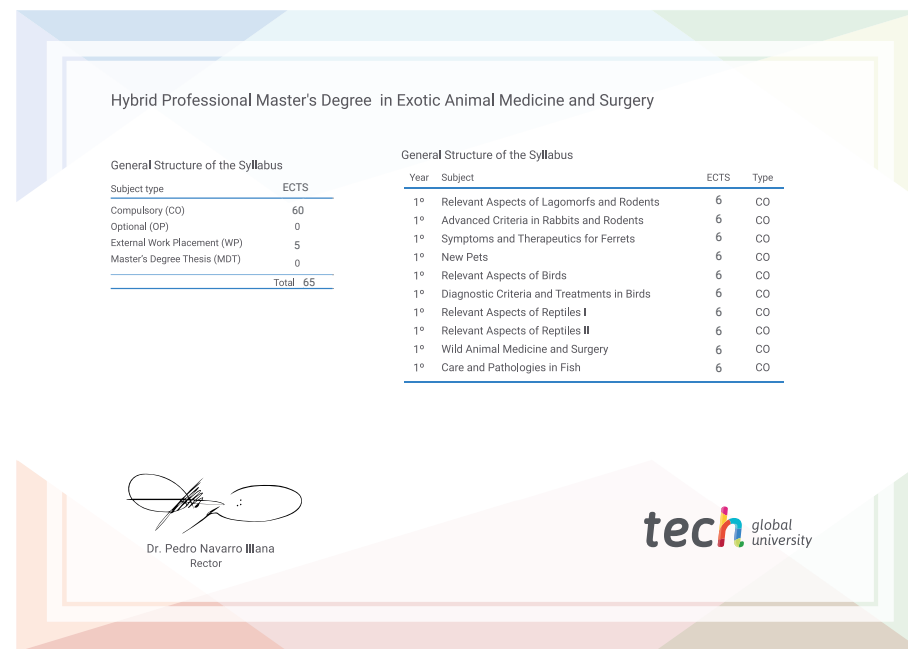 Hybrid Professional Master's Degree in Exotic Animal Medicine and Surgery
General Structure of the Syllabus
Subject type ECTS
Compulsory (CO) 60
Optional (OP) 0
External Work Placement (WP) 5
Master's Degree Thesis (MDT) 0
Total 65
General Structure of the Syllabus
Year Subject ECTS Type
1º Relevant Aspects of Lagomorfs and Rodents 6 CO
1º Advanced Criteria in Rabbits and Rodents 6 CO
1º Symptoms and Therapeutics for Ferrets 6 CO
1º New Pets 6 CO
1º Relevant Aspects of Birds 6 CO
1º Diagnostic Criteria and Treatments in Birds 6 CO
1º Relevant Aspects of Reptiles I 6 CO
1º Relevant Aspects of Reptiles II 6 CO
1º Wild Animal Medicine and Surgery 6 CO
1º Care and Pathologies in Fish 6 CO
Dr. Pedro Navarro Illana
Rector
tech global university